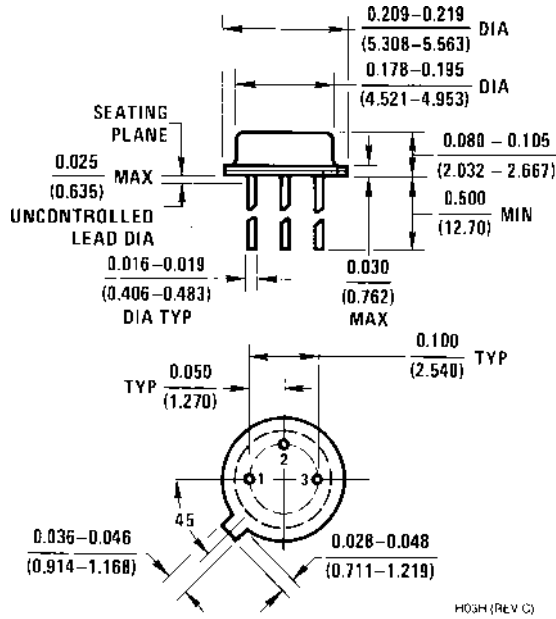 0.209–0.219 DIA
(5.308–5.563)
0.178–0.195 DIA
(4.521–4.953)
SEATING
PLANE
0.025 MAX
(0.635)
UNCONTROLLED
LEAD DIA
0.080 – 0.105
(2.032 – 2.667)
0.500 MIN
(12.70)
0.016–0.019
(0.406–0.483)
DIA TYP
0.030
(0.762)
MAX
0.100 TYP
(2.540)
TYP 0.050
(1.270)
2
1
3
45
0.036–0.046
(0.914–1.168)
0.028–0.048
(0.711–1.219)
H03H (REV C)